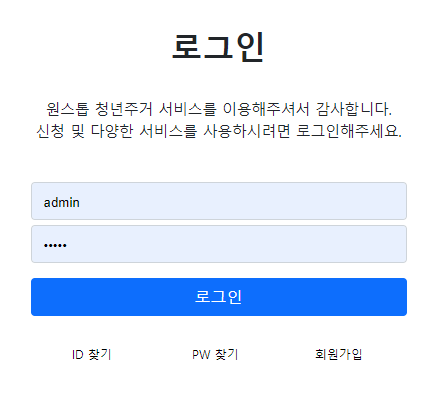 로그인
원스톱 청년주거 서비스를 이용해주셔서 감사합니다.
신청 및 다양한 서비스를 사용하시려면 로그인해주세요.
admin
•••••
로그인
ID 찾기 PW 찾기 회원가입